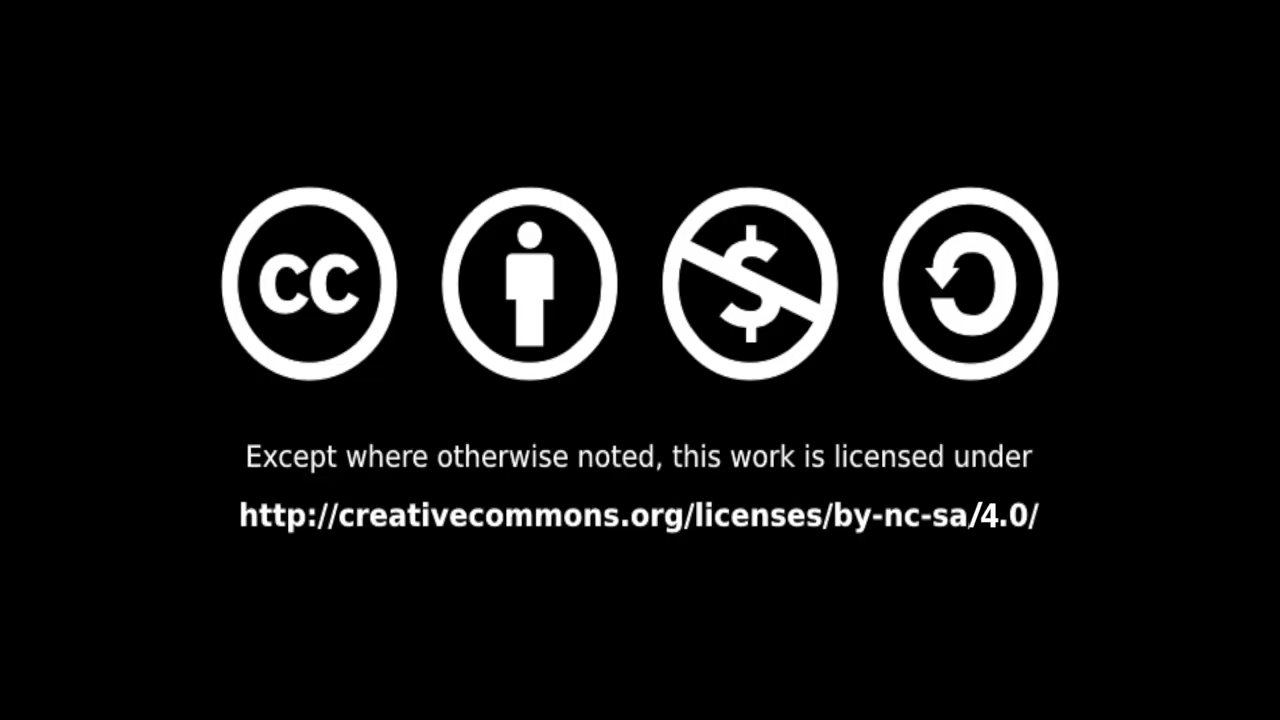 cc
$
Except where otherwise noted, this work is licensed under
http://creativecommons.org/licenses/by-nc-sa/4.0/